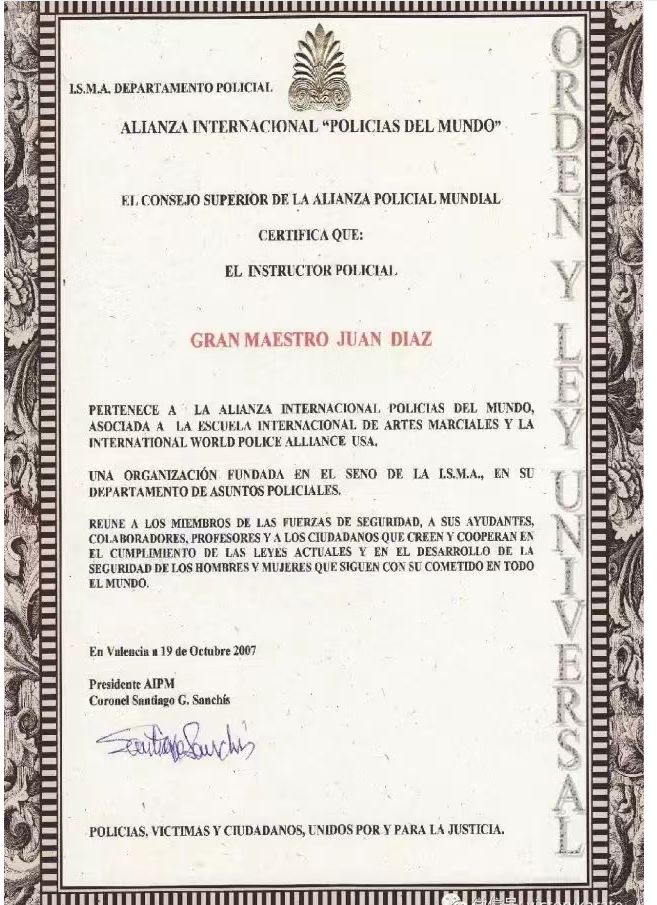 I.S.M.A. DEPARTAMENTO POLICIAL
ALIANZA INTERNACIONAL “POLICIAS DEL MUNDO”
EL CONSEJO SUPERIOR DE LA ALIANZA POLICIAL MUNDIAL
CERTIFICA QUE:
EL INSTRUCTOR POLICIAL
GRAN MAESTRO JUAN DIAZ
PERTENECE A LA ALIANZA INTERNACIONAL POLICIAS DEL MUNDO,
ASOCIADA A LA ESCUELA INTERNACIONAL DE ARTES MARCIALES Y LA
INTERNATIONAL WORLD POLICE ALLIANCE USA.
UNA ORGANIZACIÓN FUNDADA EN EL SENO DE LA I.S.M.A., EN SU
DEPARTAMENTO DE ASUNTOS POLICIALES.
REUNE A LOS MIEMBROS DE LAS FUERZAS DE SEGURIDAD, A SUS AYUDANTES,
COLABORADORES, PROFESORES Y A LOS CIUDADANOS QUE CREEN Y COOPERAN EN
EL CUMPLIMIENTO DE LAS LEYES ACTUALES Y EN EL DESARROLLO DE LA
SEGURIDAD DE LOS HOMBRES Y MUJERES QUE SIGUEN CON SU COMETIDO EN TODO
EL MUNDO.
En Valencia a 19 de Octubre 2007
Presidente AIPM
Coronel Santiago G. Sanchís
Santiago Sanchis
POLICIAS, VICTIMAS Y CIUDADANOS, UNIDOS POR Y PARA LA JUSTICIA.
ORDEN Y LEY UNIVERSAL